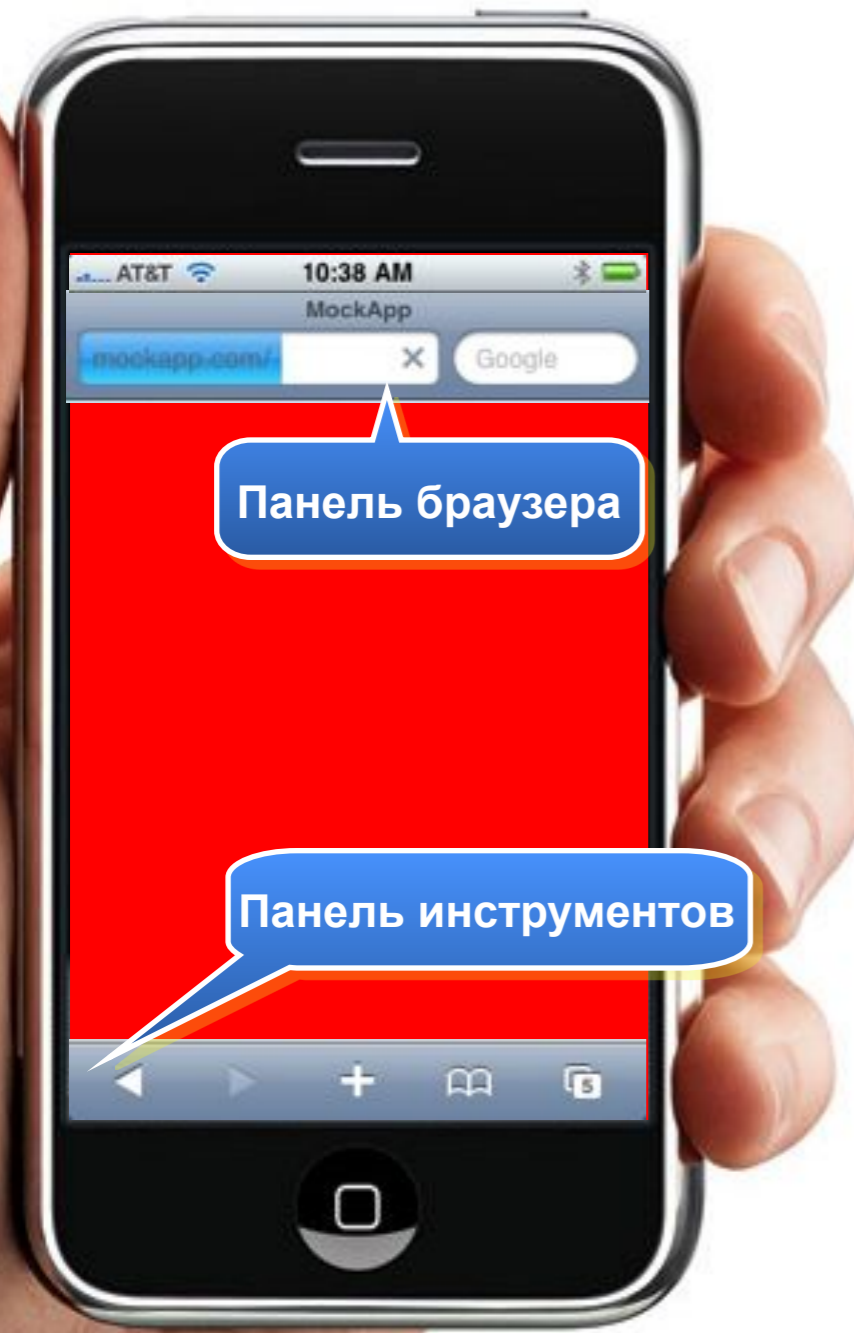 AT&T 10:38 AM
MockApp
mockapp.com/ Google
Панель браузера
Панель инструментов
5